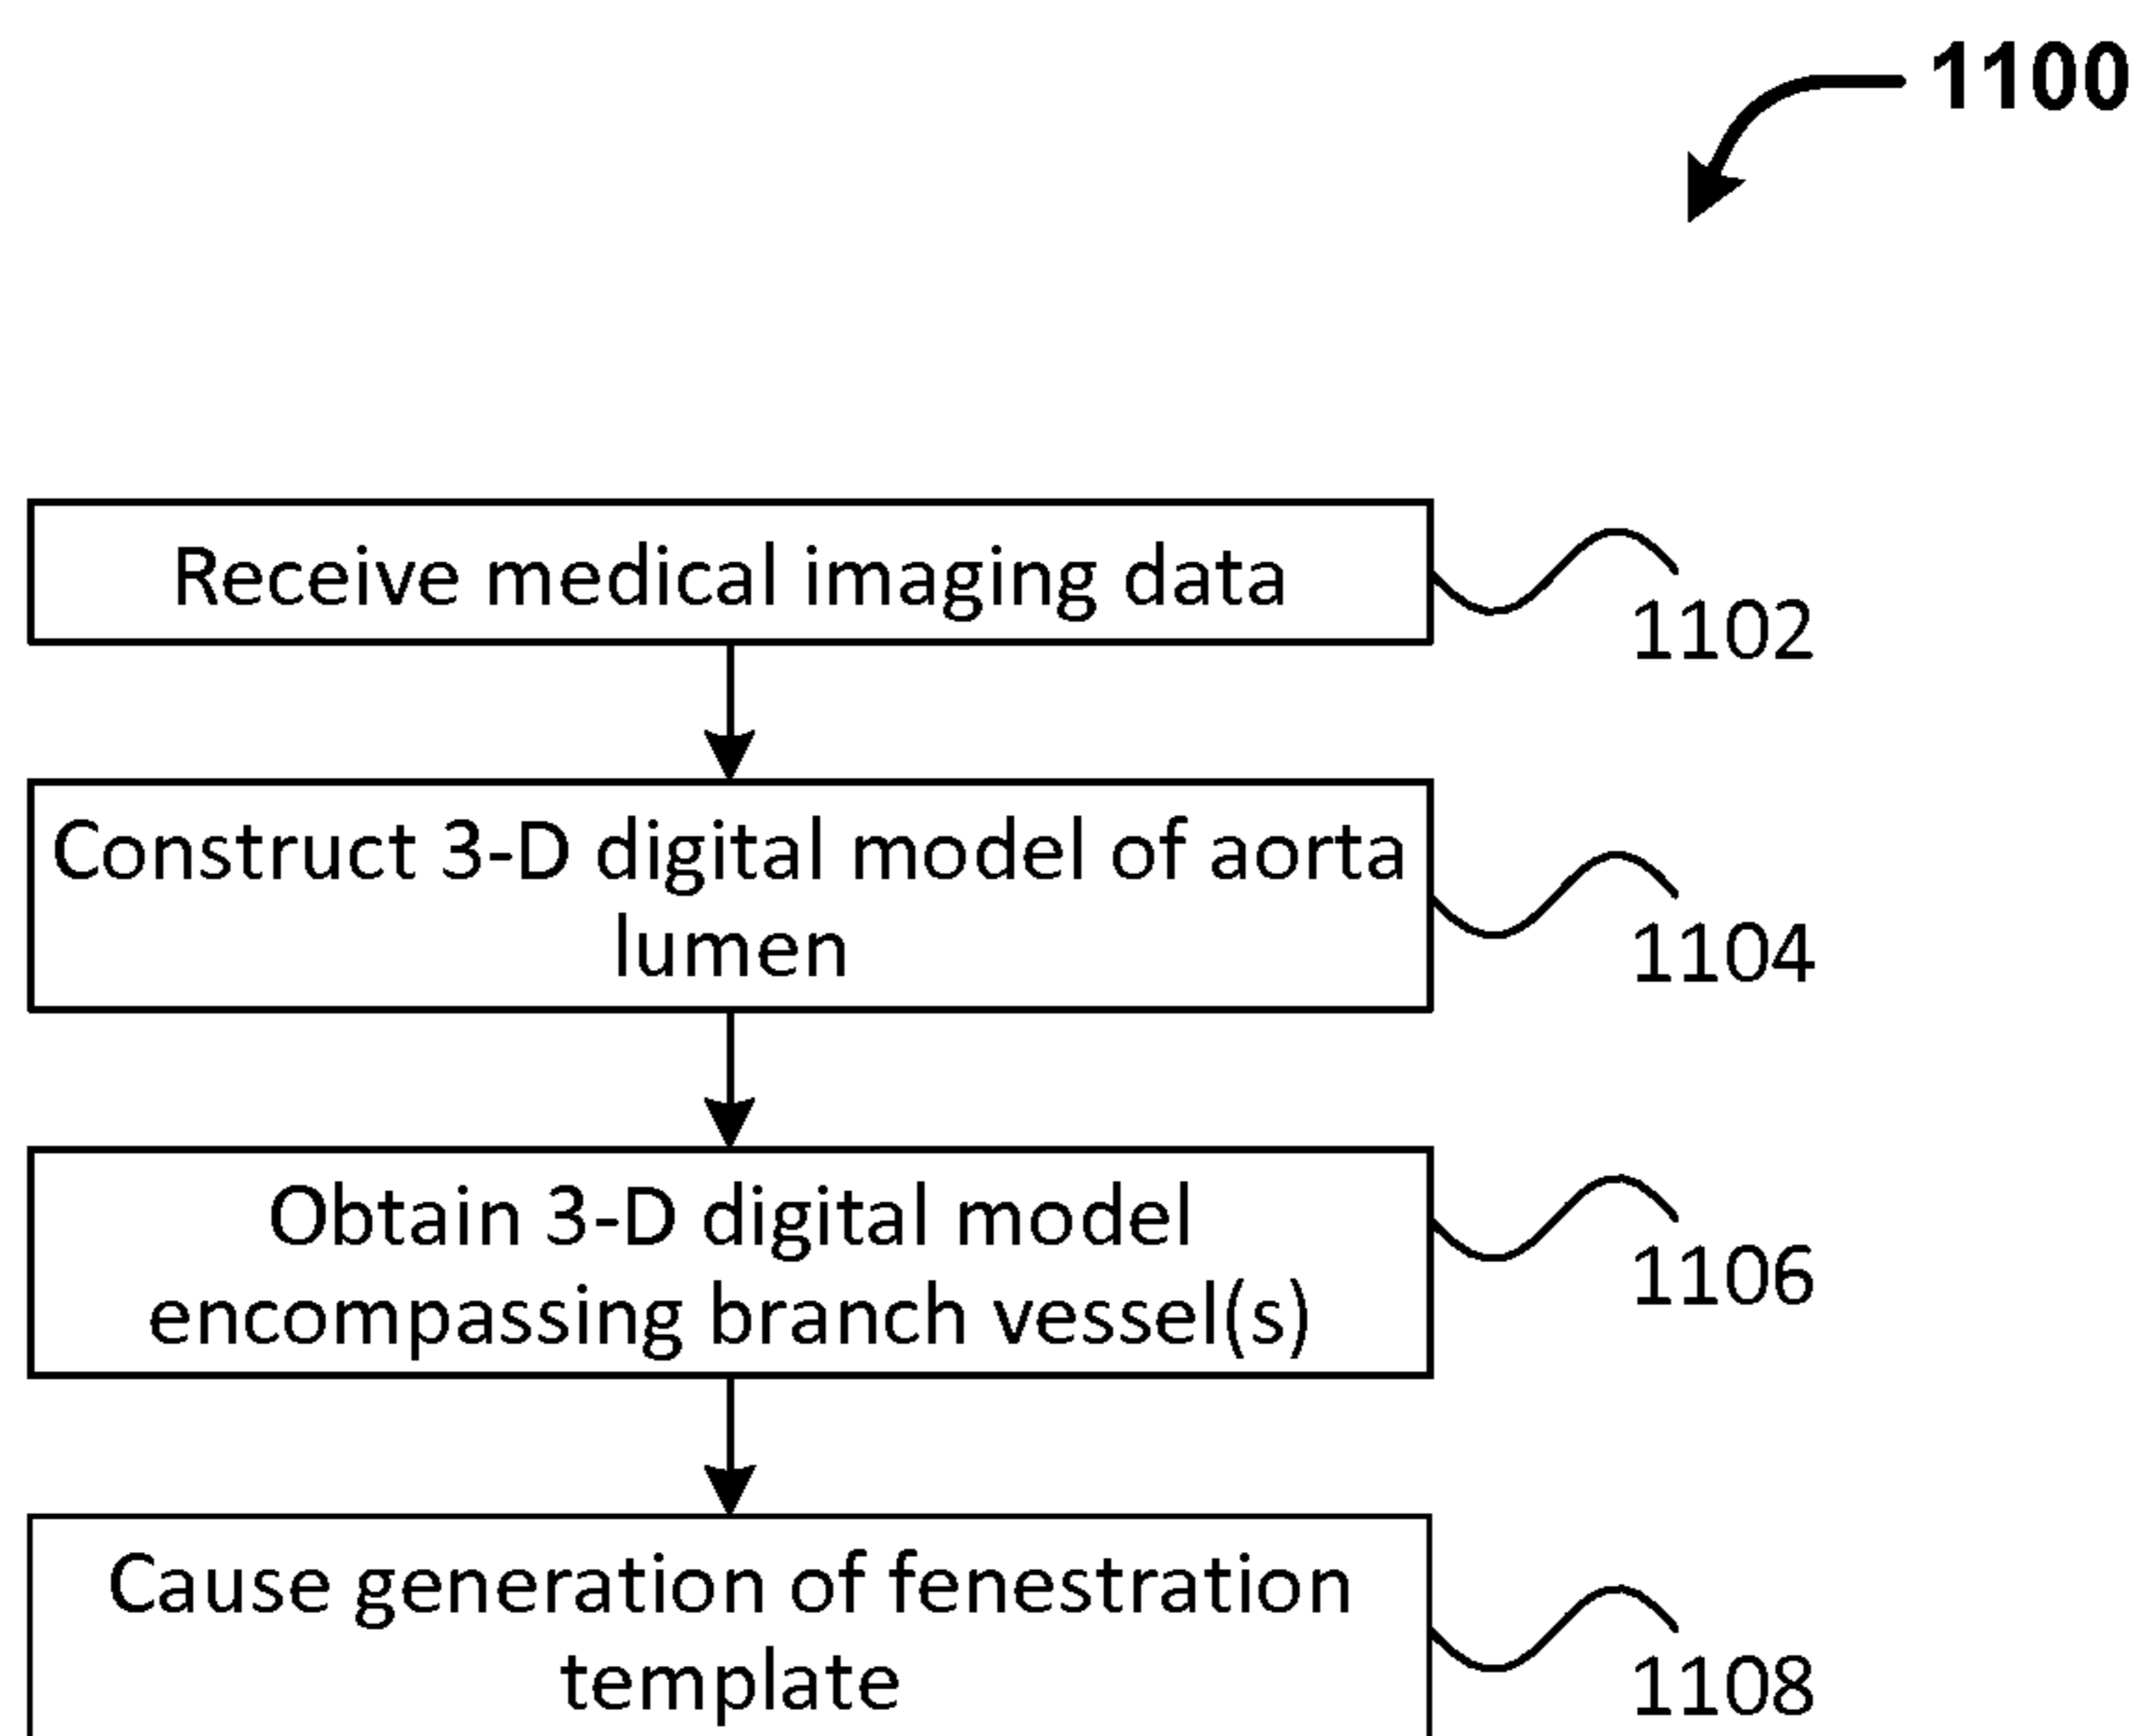 1100
Receive medical imaging data
1102
Construct 3-D digital model of aorta
lumen
1104
Obtain 3-D digital model
encompassing branch vessel(s)
1106
Cause generation of fenestration
template
1108